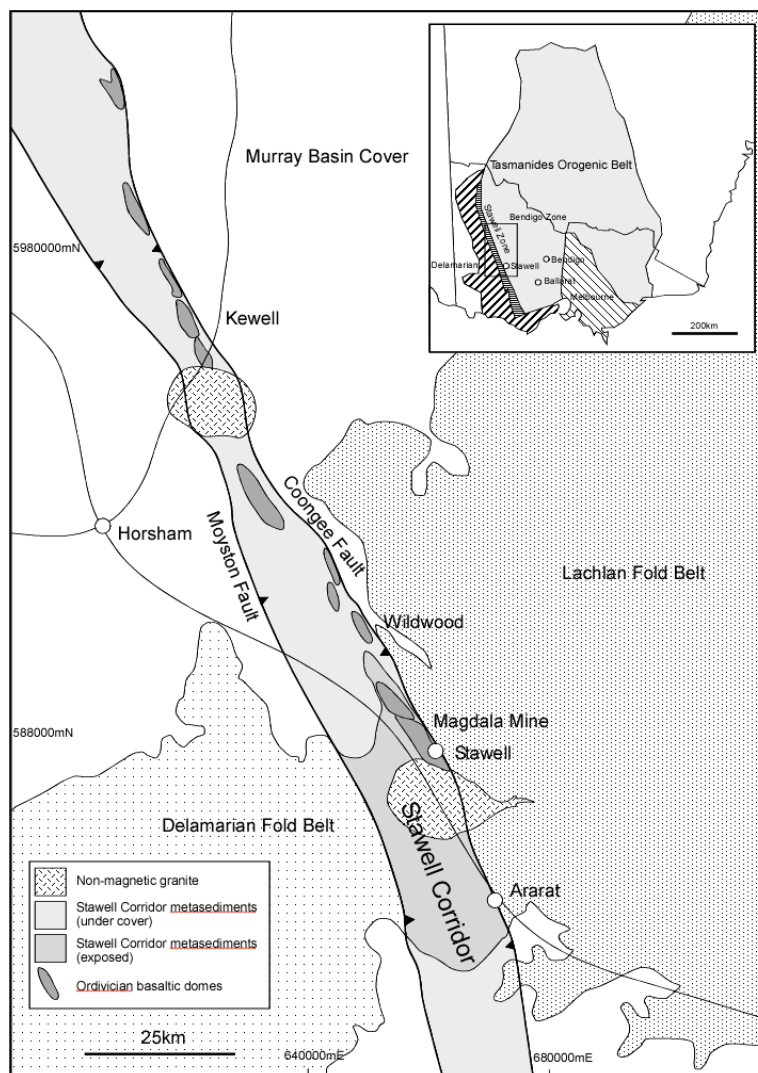 Murray Basin Cover
Tasmanides Orogenic Belt
Bendigo Zone
Stawell Zone
Delamarian
Stawell
Bendigo
Ballarat
Melbourne
200km
5980000mN
Kewell
Coongee Fault
Horsham
Moyston Fault
Lachlan Fold Belt
Wildwood
588000mN
Magdala Mine
Stawell
Delamarian Fold Belt
Stawell Corridor
Ararat
Non-magnetic granite
Stawell Corridor metasediments
(under cover)
Stawell Corridor metasediments
(exposed)
Ordivician basaltic domes
25km
640000mE
680000mE